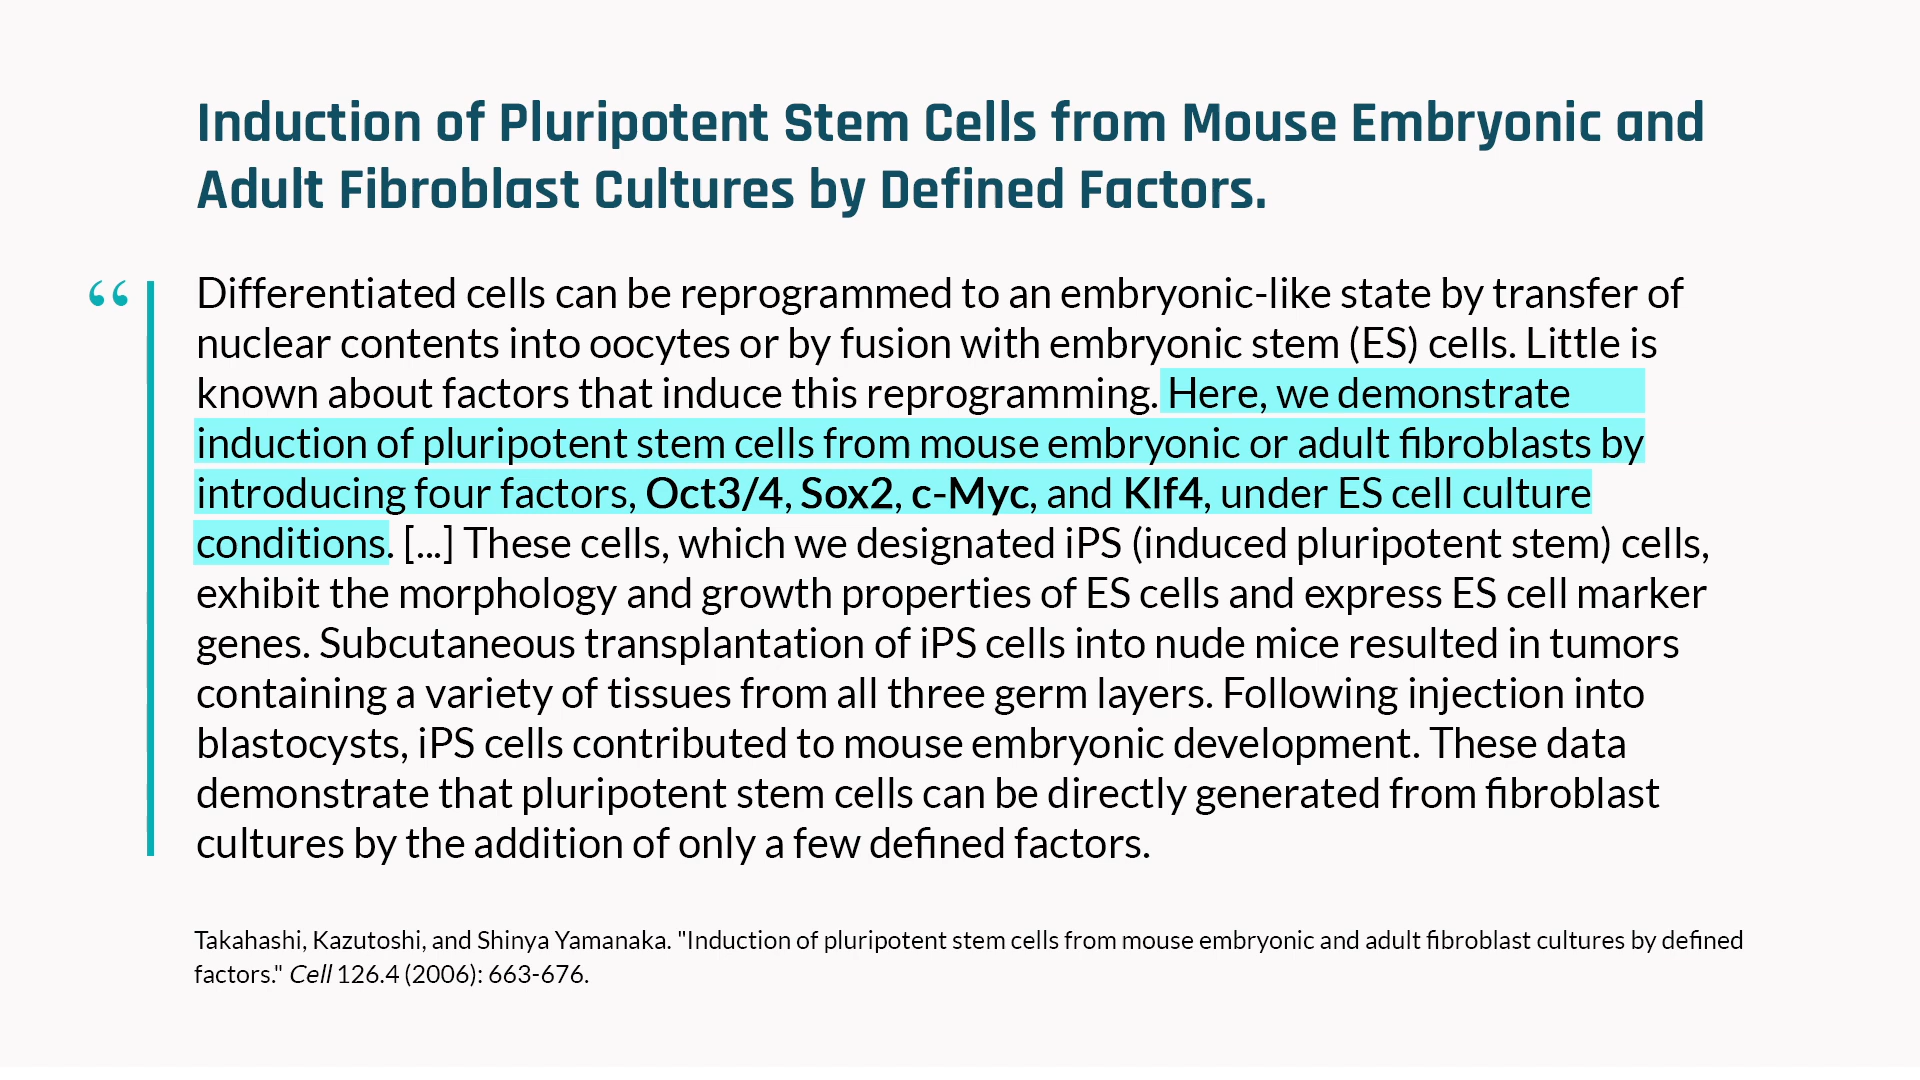 Induction of Pluripotent Stem Cells from Mouse Embryonic and
Adult Fibroblast Cultures by Defined Factors.
“
Differentiated cells can be reprogrammed to an embryonic-like state by transfer of
nuclear contents into oocytes or by fusion with embryonic stem (ES) cells. Little is
known about factors that induce this reprogramming. Here, we demonstrate
induction of pluripotent stem cells from mouse embryonic or adult fibroblasts by
introducing four factors, Oct3/4, Sox2, c-Myc, and Klf4, under ES cell culture
conditions. [...] These cells, which we designated iPS (induced pluripotent stem) cells,
exhibit the morphology and growth properties of ES cells and express ES cell marker
genes. Subcutaneous transplantation of iPS cells into nude mice resulted in tumors
containing a variety of tissues from all three germ layers. Following injection into
blastocysts, iPS cells contributed to mouse embryonic development. These data
demonstrate that pluripotent stem cells can be directly generated from fibroblast
cultures by the addition of only a few defined factors.
Takahashi, Kazutoshi, and Shinya Yamanaka. "Induction of pluripotent stem cells from mouse embryonic and adult fibroblast cultures by defined
factors." Cell 126.4 (2006): 663-676.